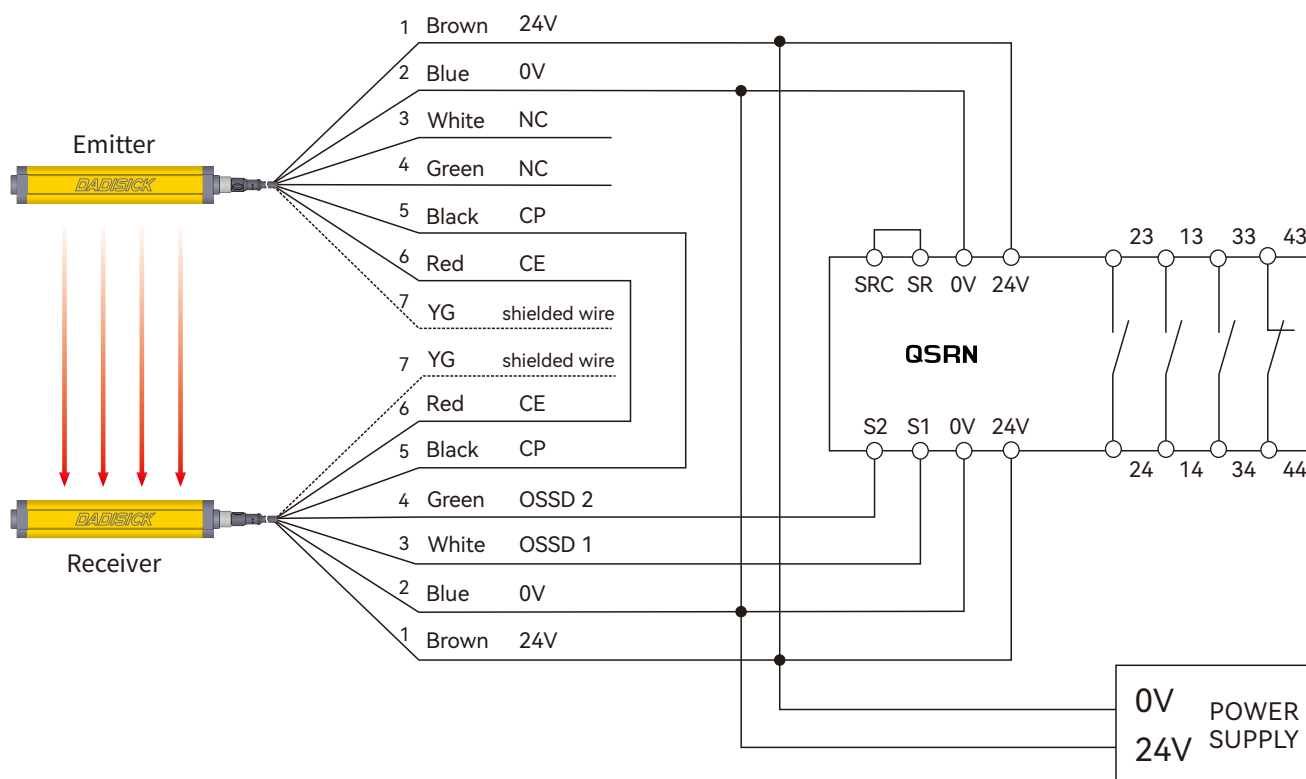 1 Brown 24V
2 Blue 0V
3 White NC
Emitter
4 Green NC
DADISICK
5 Black CP
6 Red CE
7 YG shielded wire
7 YG shielded wire
6 Red CE
5 Black CP
4 Green OSSD 2
DADISICK
3 White OSSD 1
Receiver
2 Blue 0V
1 Brown 24V
23 13 33 43
SRC SR 0V 24V
QSRN
S2 S1 0V 24V
24 14 34 44
0V
24V
POWER
SUPPLY